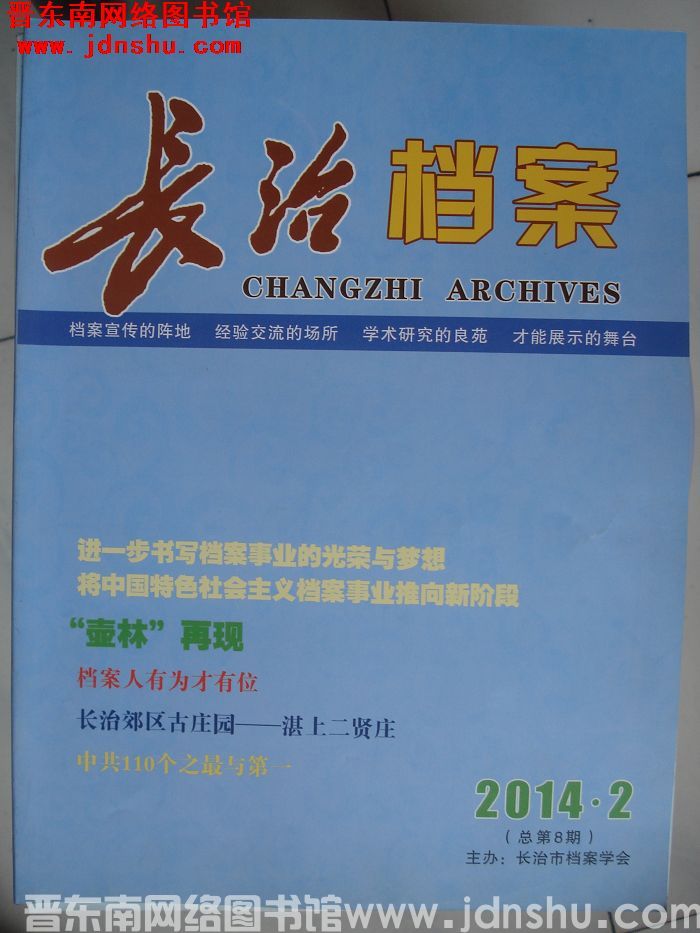 晋东南网络图书馆
www.jdnshu.com
长治档案
CHANGZHI ARCHIVES
档案宣传的阵地 经验交流的场所 学术研究的良苑 才能展示的舞台
进一步书写档案事业的光荣与梦想
将中国特色社会主义档案事业推向新阶段
“壶林”再现
档案人有为才有位
长治郊区古庄园——湛上二贤庄
中共110个之最与第一
2014·2
(总第8期)
主办：长治市档案学会
晋东南网络图书馆www.jdnshu.com